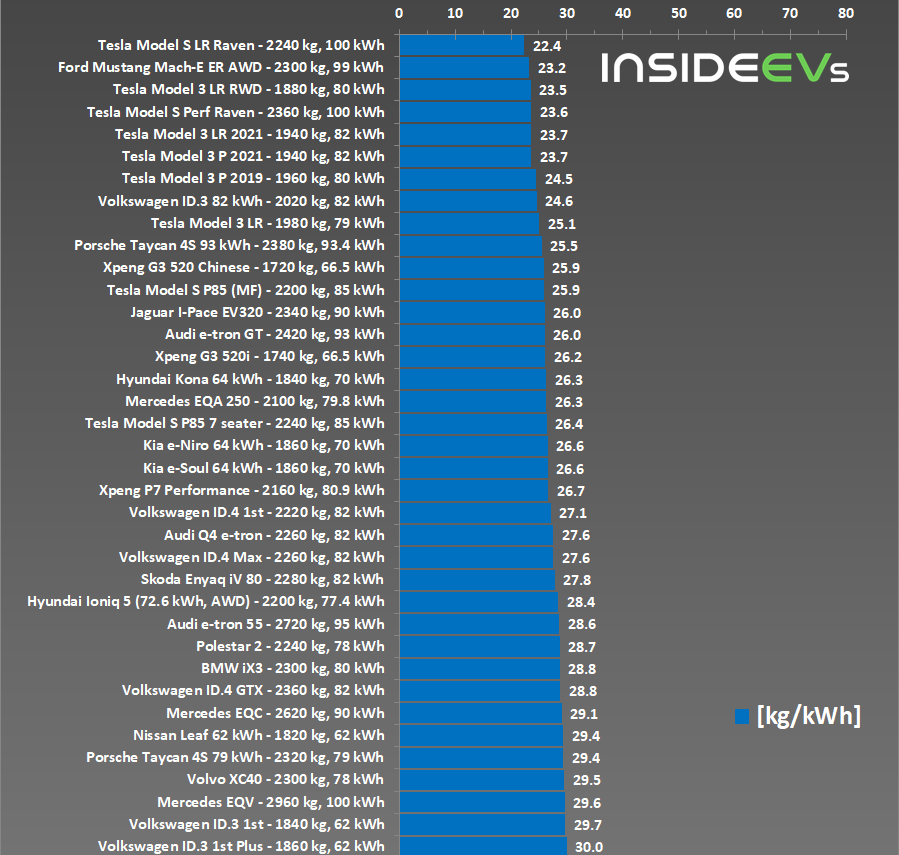 0 10 20 30 40 50 60 70 80
INSIDEEVs
Tesla Model S LR Raven - 2240 kg, 100 kWh 22.4
Ford Mustang Mach-E ER AWD - 2300 kg, 99 kWh 23.2
Tesla Model 3 LR RWD - 1880 kg, 80 kWh 23.5
Tesla Model S Perf Raven - 2360 kg, 100 kWh 23.6
Tesla Model 3 LR 2021 - 1940 kg, 82 kWh 23.7
Tesla Model 3 P 2021 - 1940 kg, 82 kWh 23.7
Tesla Model 3 P 2019 - 1960 kg, 80 kWh 24.5
Volkswagen ID.3 82 kWh - 2020 kg, 82 kWh 24.6
Tesla Model 3 LR - 1980 kg, 79 kWh 25.1
Porsche Taycan 4S 93 kWh - 2380 kg, 93.4 kWh 25.5
Xpeng G3 520 Chinese - 1720 kg, 66.5 kWh 25.9
Tesla Model S P85 (MF) - 2200 kg, 85 kWh 25.9
Jaguar I-Pace EV320 - 2340 kg, 90 kWh 26.0
Audi e-tron GT - 2420 kg, 93 kWh 26.0
Xpeng G3 520i - 1740 kg, 66.5 kWh 26.2
Hyundai Kona 64 kWh - 1840 kg, 70 kWh 26.3
Mercedes EQA 250 - 2100 kg, 79.8 kWh 26.3
Tesla Model S P85 7 seater - 2240 kg, 85 kWh 26.4
Kia e-Niro 64 kWh - 1860 kg, 70 kWh 26.6
Kia e-Soul 64 kWh - 1860 kg, 70 kWh 26.6
Xpeng P7 Performance - 2160 kg, 80.9 kWh 26.7
Volkswagen ID.4 1st - 2220 kg, 82 kWh 27.1
Audi Q4 e-tron - 2260 kg, 82 kWh 27.6
Volkswagen ID.4 Max - 2260 kg, 82 kWh 27.6
Skoda Enyaq iV 80 - 2280 kg, 82 kWh 27.8
Hyundai Ioniq 5 (72.6 kWh, AWD) - 2200 kg, 77.4 kWh 28.4
Audi e-tron 55 - 2720 kg, 95 kWh 28.6
Polestar 2 - 2240 kg, 78 kWh 28.7
BMW iX3 - 2300 kg, 80 kWh 28.8
Volkswagen ID.4 GTX - 2360 kg, 82 kWh 28.8
Mercedes EQC - 2620 kg, 90 kWh 29.1
[kg/kWh]
Nissan Leaf 62 kWh - 1820 kg, 62 kWh 29.4
Porsche Taycan 4S 79 kWh - 2320 kg, 79 kWh 29.4
Volvo XC40 - 2300 kg, 78 kWh 29.5
Mercedes EQV - 2960 kg, 100 kWh 29.6
Volkswagen ID.3 1st - 1840 kg, 62 kWh 29.7
Volkswagen ID.3 1st Plus - 1860 kg, 62 kWh 30.0